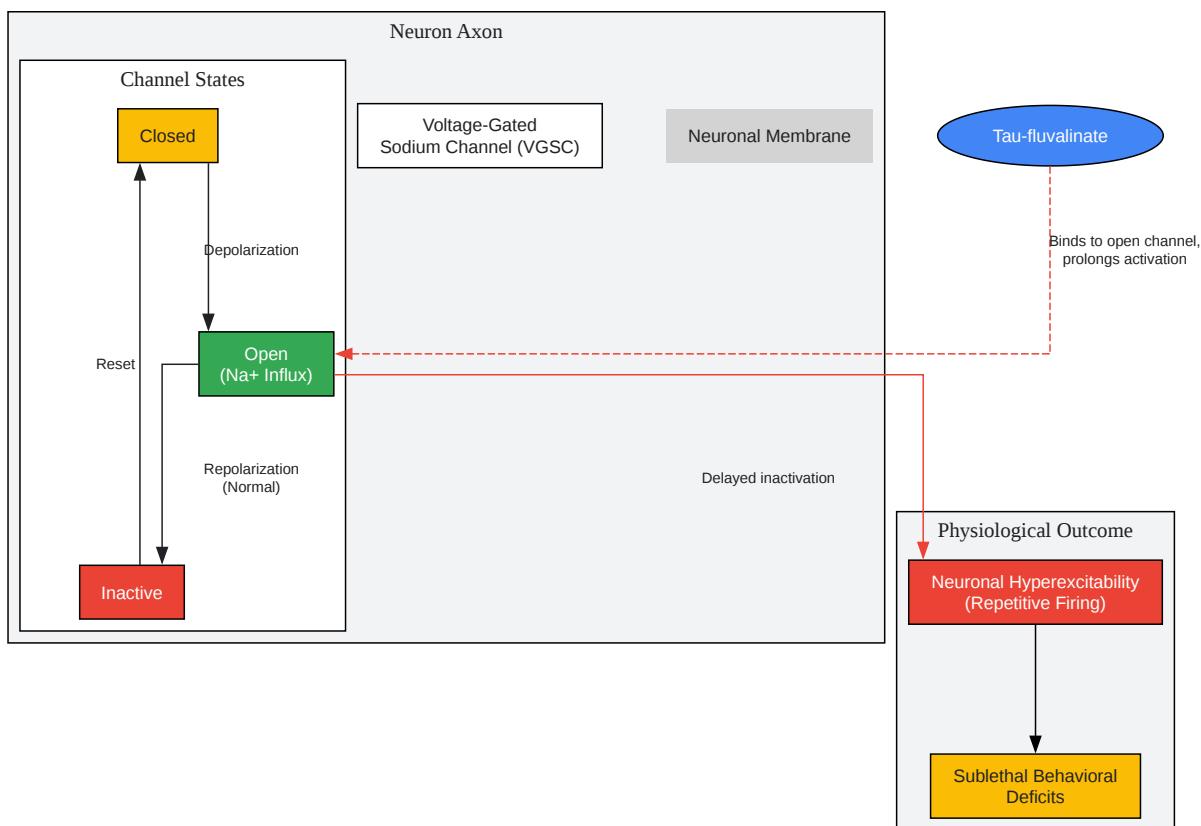 Neuron Axon
Channel States
Closed
Voltage-Gated
Sodium Channel (VGSC)
Neuronal Membrane
Tau-fluvalinate
Depolarization
Binds to open channel,
prolongs activation
Reset
Open
(Na+ Influx)
Repolarization
(Normal)
Delayed inactivation
Inactive
Physiological Outcome
Neuronal Hyperexcitability
(Repetitive Firing)
Sublethal Behavioral
Deficits